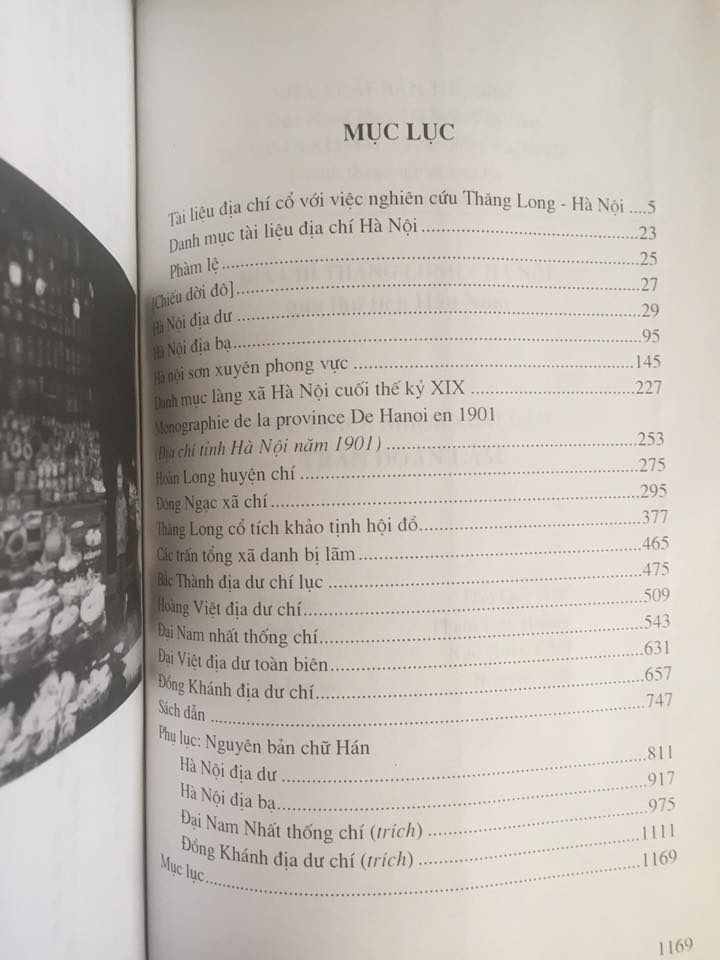 MỤC LỤC
Tài liệu địa chí cổ với việc nghiên cứu Thăng Long - Hà Nội ....5
Danh mục tài liệu địa chí Hà Nội ........23
Phàm lệ ........25
[Chiếu dời đô] ........27
Hà Nội địa dư ........29
Hà Nội địa bạ ........95
Hà nội sơn xuyên phong vực ........145
Danh mục làng xã Hà Nội cuối thế kỷ XIX ........227
Monographie de la province De Hanoi en 1901
(Địa chí tỉnh Hà Nội năm 1901) ........253
Hoàn Long huyện chí ........275
Đông Ngạc xã chí ........295
Thăng Long cổ tích khảo tịnh hội đồ ........377
Các trấn tổng xã danh bị lãm ........465
Bắc Thành địa dư chí lục ........475
Hoàng Việt địa dư chí ........509
Đại Nam nhất thống chí ........543
Đại Việt địa dư toàn biên ........631
Đồng Khánh địa dư chí ........657
Sách dẫn ........747
Phụ lục: Nguyên bản chữ Hán
Hà Nội địa dư ........811
Hà Nội địa bạ ........917
Đại Nam Nhất thống chí (trích) ........975
Đồng Khánh địa dư chí (trích) ........1111
Mục lục ........1169
1169